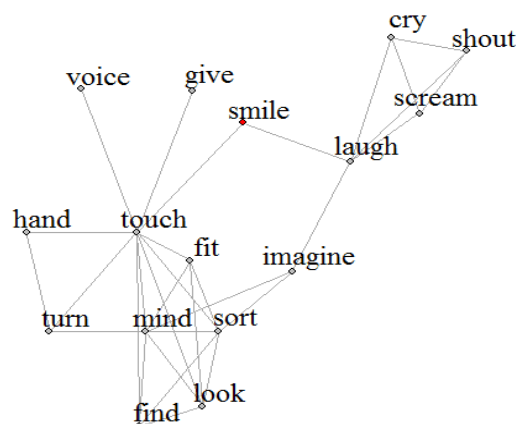 cry
shout
voice
give
smile
scream
laugh
hand
touch
fit
imagine
turn
mind
sort
look
find